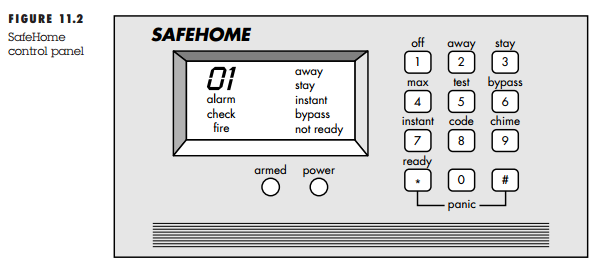 FIGURE 11.2
SafeHome
control panel
SAFEHOME
01
alarm
check
fire
away
stay
instant
bypass
not ready
armed power
off away stay
1 2 3
max test bypass
4 5 6
instant code chime
7 8 9
ready
* 0 #
panic